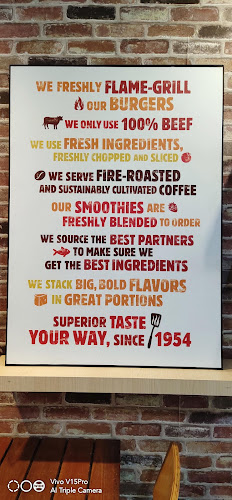 WE FRESHLY FLAME-GRILL
OUR BURGERS
WE ONLY USE 100% BEEF
WE USE FRESH INGREDIENTS,
FRESHLY CHOPPED AND SLICED
WE SERVE FIRE-ROASTED
AND SUSTAINABLY CULTIVATED COFFEE
OUR SMOOTHIES ARE
FRESHLY BLENDED TO ORDER
WE SOURCE THE BEST PARTNERS
TO MAKE SURE WE
GET THE BEST INGREDIENTS
WE STACK BIG, BOLD FLAVORS
IN GREAT PORTIONS
SUPERIOR TASTE
YOUR WAY, SINCE 1954
Vivo V15Pro
AI Triple Camera